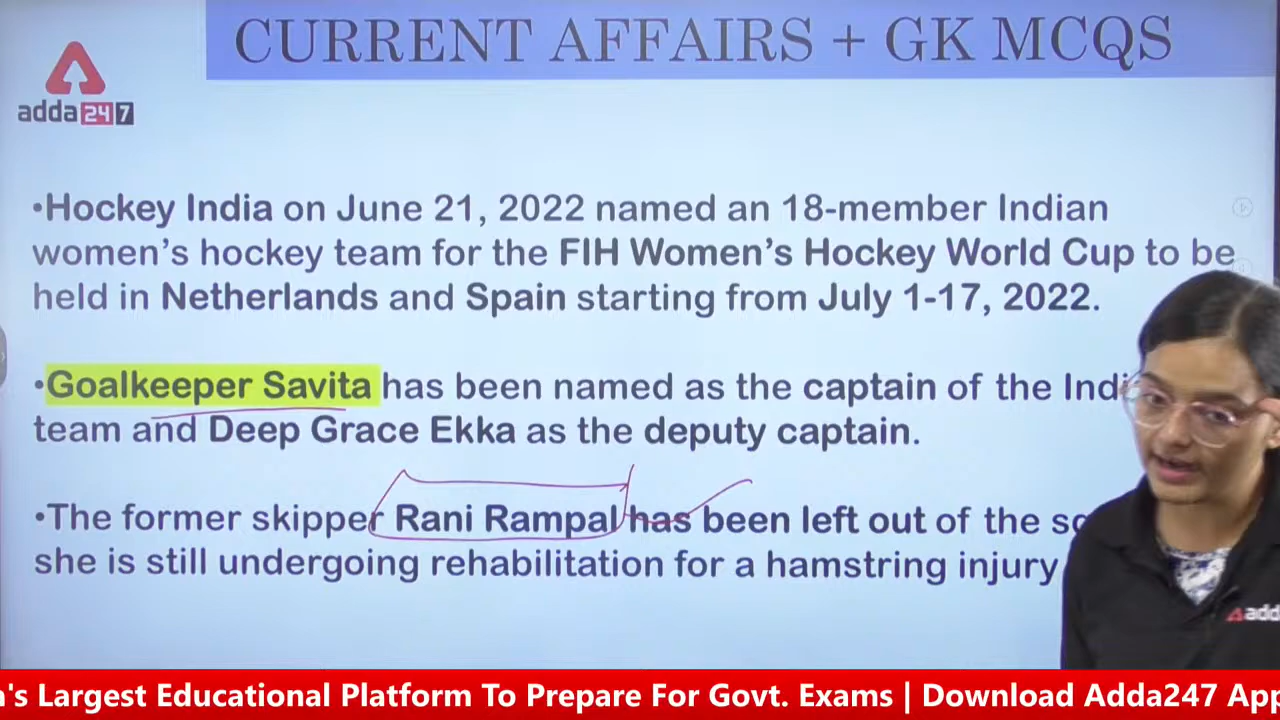 CURRENT AFFAIRS + GK MCQS
adda247
•Hockey India on June 21, 2022 named an 18-member Indian
women's hockey team for the FIH Women's Hockey World Cup to be
held in Netherlands and Spain starting from July 1-17, 2022.
•Goalkeeper Savita has been named as the captain of the
team and Deep Grace Ekka as the deputy captain.
•The former skipper Rani Rampal has been left out of the
she is still undergoing rehabilitation for a hamstring injury
add
's Largest Educational Platform To Prepare For Govt. Exams | Download Adda247 App